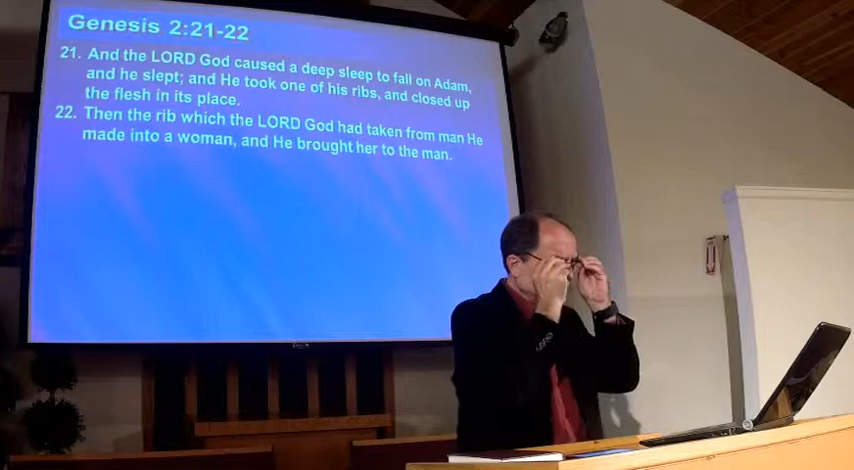 Genesis 2:21-22
21. And the LORD God caused a deep sleep to fall on Adam,
and he slept; and He took one of his ribs, and closed up
the flesh in its place.
22. Then the rib which the LORD God had taken from man He
made into a woman, and He brought her to the man.